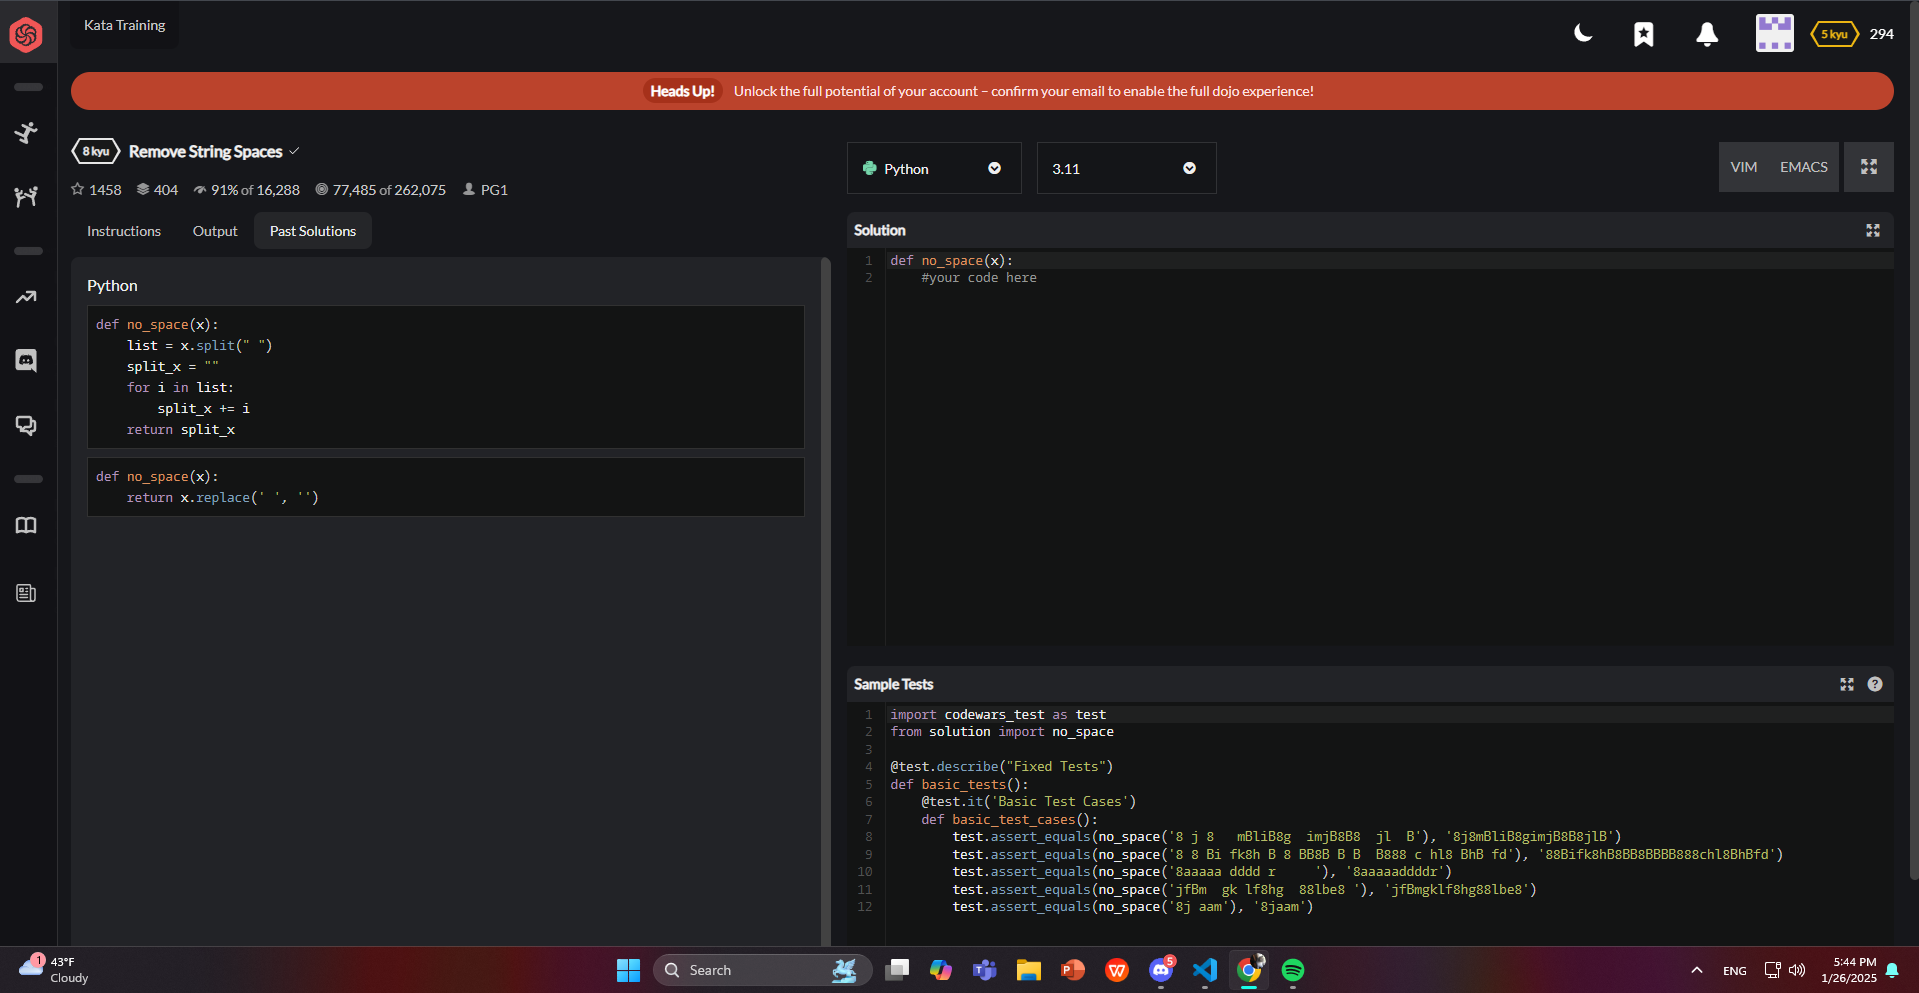 Kata Training
5 kyu 294
Heads Up! Unlock the full potential of your account – confirm your email to enable the full dojo experience!
8 kyu Remove String Spaces
1458 404 91% of 16,288 77,485 of 262,075 PG1
Instructions Output Past Solutions
Python
def no_space(x):
    list = x.split(" ")
    split_x = ""
    for i in list:
        split_x += i
    return split_x
def no_space(x):
    return x.replace(' ', '')
Python 3.11 VIM EMACS
Solution
1 def no_space(x):
2     #your code here
Sample Tests
?
1 import codewars_test as test
2 from solution import no_space
3
4 @test.describe("Fixed Tests")
5 def basic_tests():
6     @test.it('Basic Test Cases')
7     def basic_test_cases():
8         test.assert_equals(no_space('8 j 8   mBliB8g  imjB8B8  jl  B'), '8j8mBliB8gimjB8B8jlB')
9         test.assert_equals(no_space('8 8 Bi fk8h B 8 BB8B B B  B888 c hl8 BhB fd'), '88Bifk8hB8BB8BBBB888chl8BhBfd')
10         test.assert_equals(no_space('8aaaaa dddd r     '), '8aaaaaddddr')
11         test.assert_equals(no_space('jfBm  gk lf8hg  88lbe8 '), 'jfBmgklf8hg88lbe8')
12         test.assert_equals(no_space('8j aam'), '8jaam')
1
43°F
Cloudy
Search
5
ENG
5:44 PM
1/26/2025